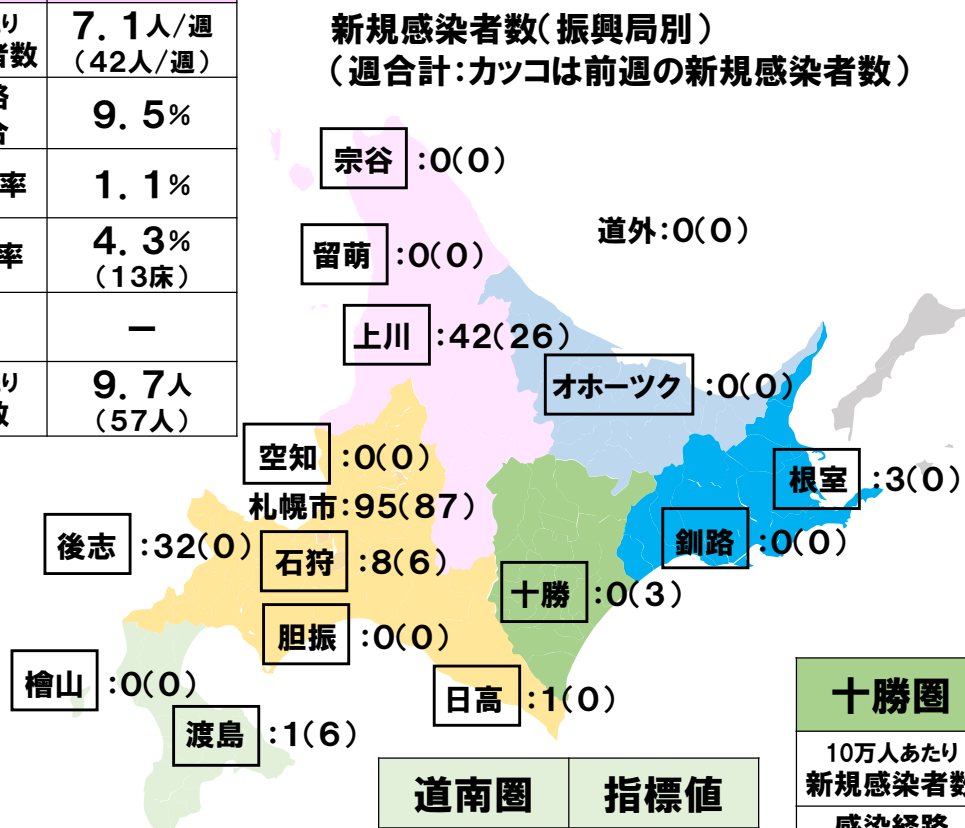 新規感染者数(振興局別)
(週合計:カッコは前週の新規感染者数)
り
者数
7.1人/週
(42人/週)
9.5%
率
1.1%
率
4.3%
(13床)
－
り
9.7人
(57人)
宗谷:0(0)
道外:0(0)
留萌:0(0)
上川:42(26)
オホーツク:0(0)
空知:0(0)
根室:3(0)
札幌市:95(87)
釧路:0(0)
後志:32(0)
石狩:8(6)
十勝:0(3)
胆振:0(0)
檜山:0(0)
日高:1(0)
渡島:1(6)
道南圏 指標値
十勝圏
10万人あたり
新規感染者数
感染経路